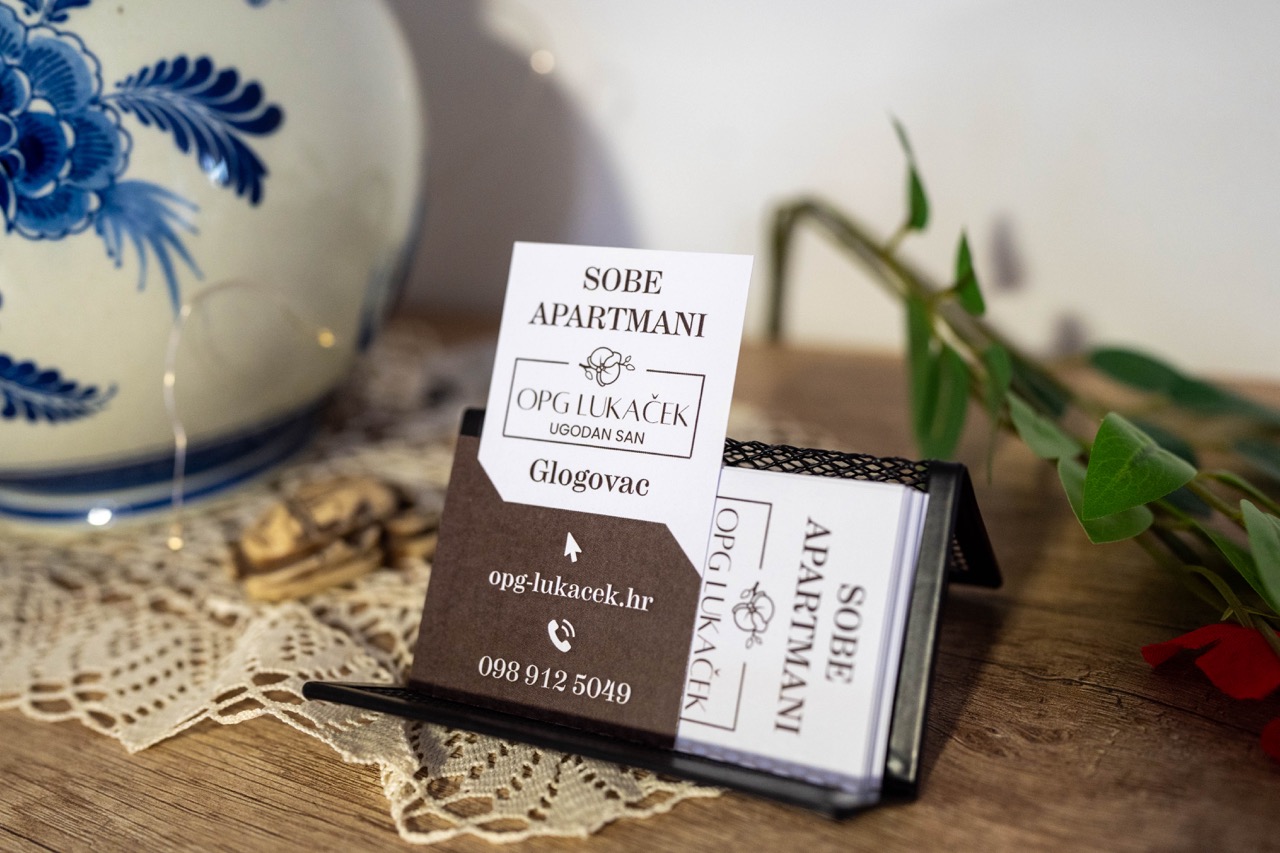 SOBE
APARTMANI
OPG LUKAČEK
UGODAN SAN
Glogovac
opg-lukacek.hr
098 912 5049
SOBE
APARTMANI
OPG LUKAČEK